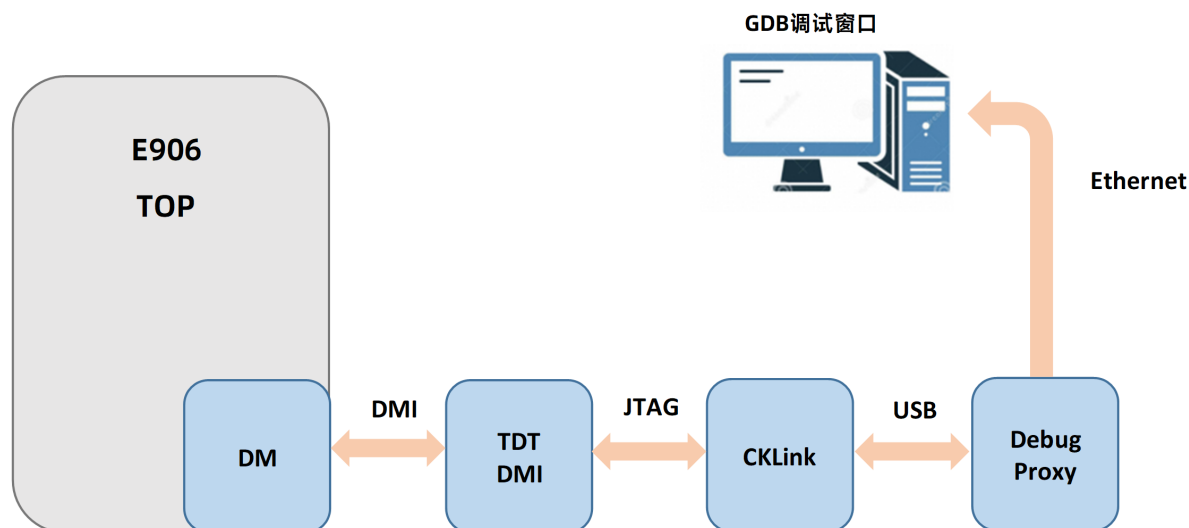 GDB调试窗口
E906
TOP
Ethernet
DMI
JTAG
USB
DM
TDT
DMI
CKLink
Debug
Proxy